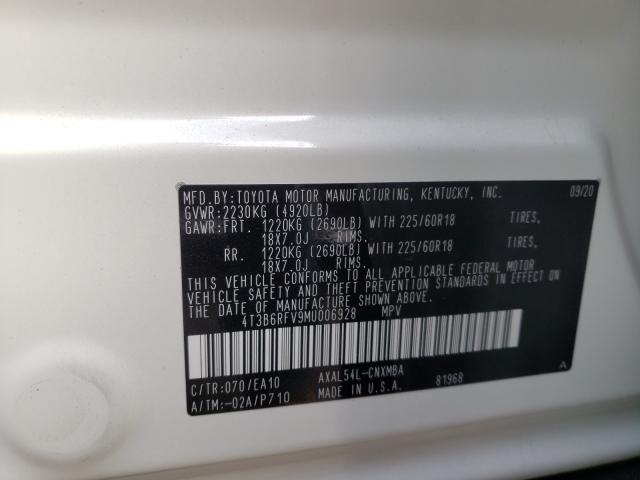 MFD.BY:TOYOTA MOTOR MANUFACTURING, KENTUCKY, INC. 09/20
GVWR:2230KG (4920LB)
GAWR:FRT. 1220KG (2690LB) WITH 225/60R18 TIRES,
18X7.0J RIMS.
RR. 1220KG (2690LB) WITH 225/60R18 TIRES,
18X7.0J RIMS.
THIS VEHICLE CONFORMS TO ALL APPLICABLE FEDERAL MOTOR
VEHICLE SAFETY AND THEFT PREVENTION STANDARDS IN EFFECT ON
THE DATE OF MANUFACTURE SHOWN ABOVE.
4T3B6RFV9MU006928 MPV
C/TR:070/EA10 AXAL54L-CNXMBA A
A/TM:-02A/P710 MADE IN U.S.A. 81968